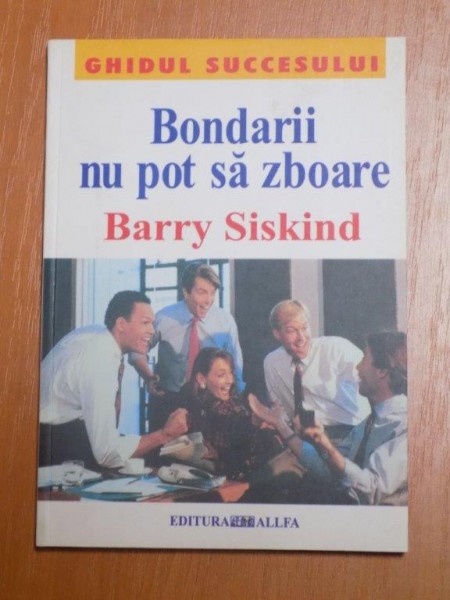 GHIDUL SUCCESULUI
Bondarii
nu pot să zboare
Barry Siskind
EDITURA ALLFA